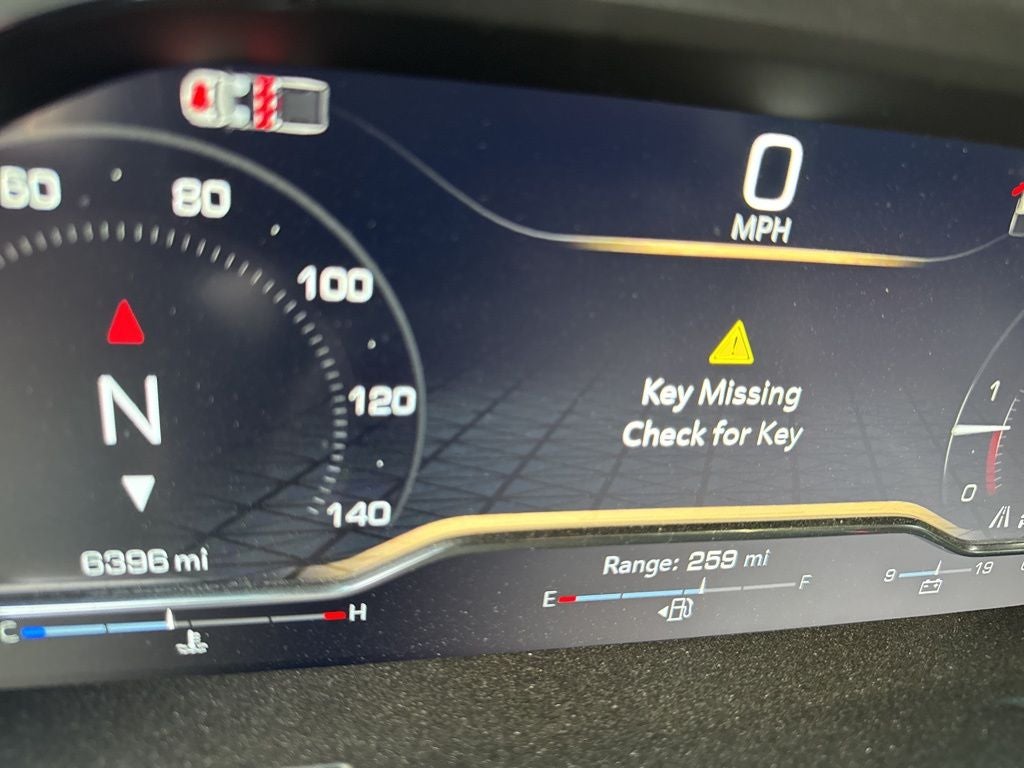 0
MPH
60
80
100
120
140
N
Key Missing
Check for Key
1
0
6396 mi
Range: 259 mi
C
H
E
F
9
19